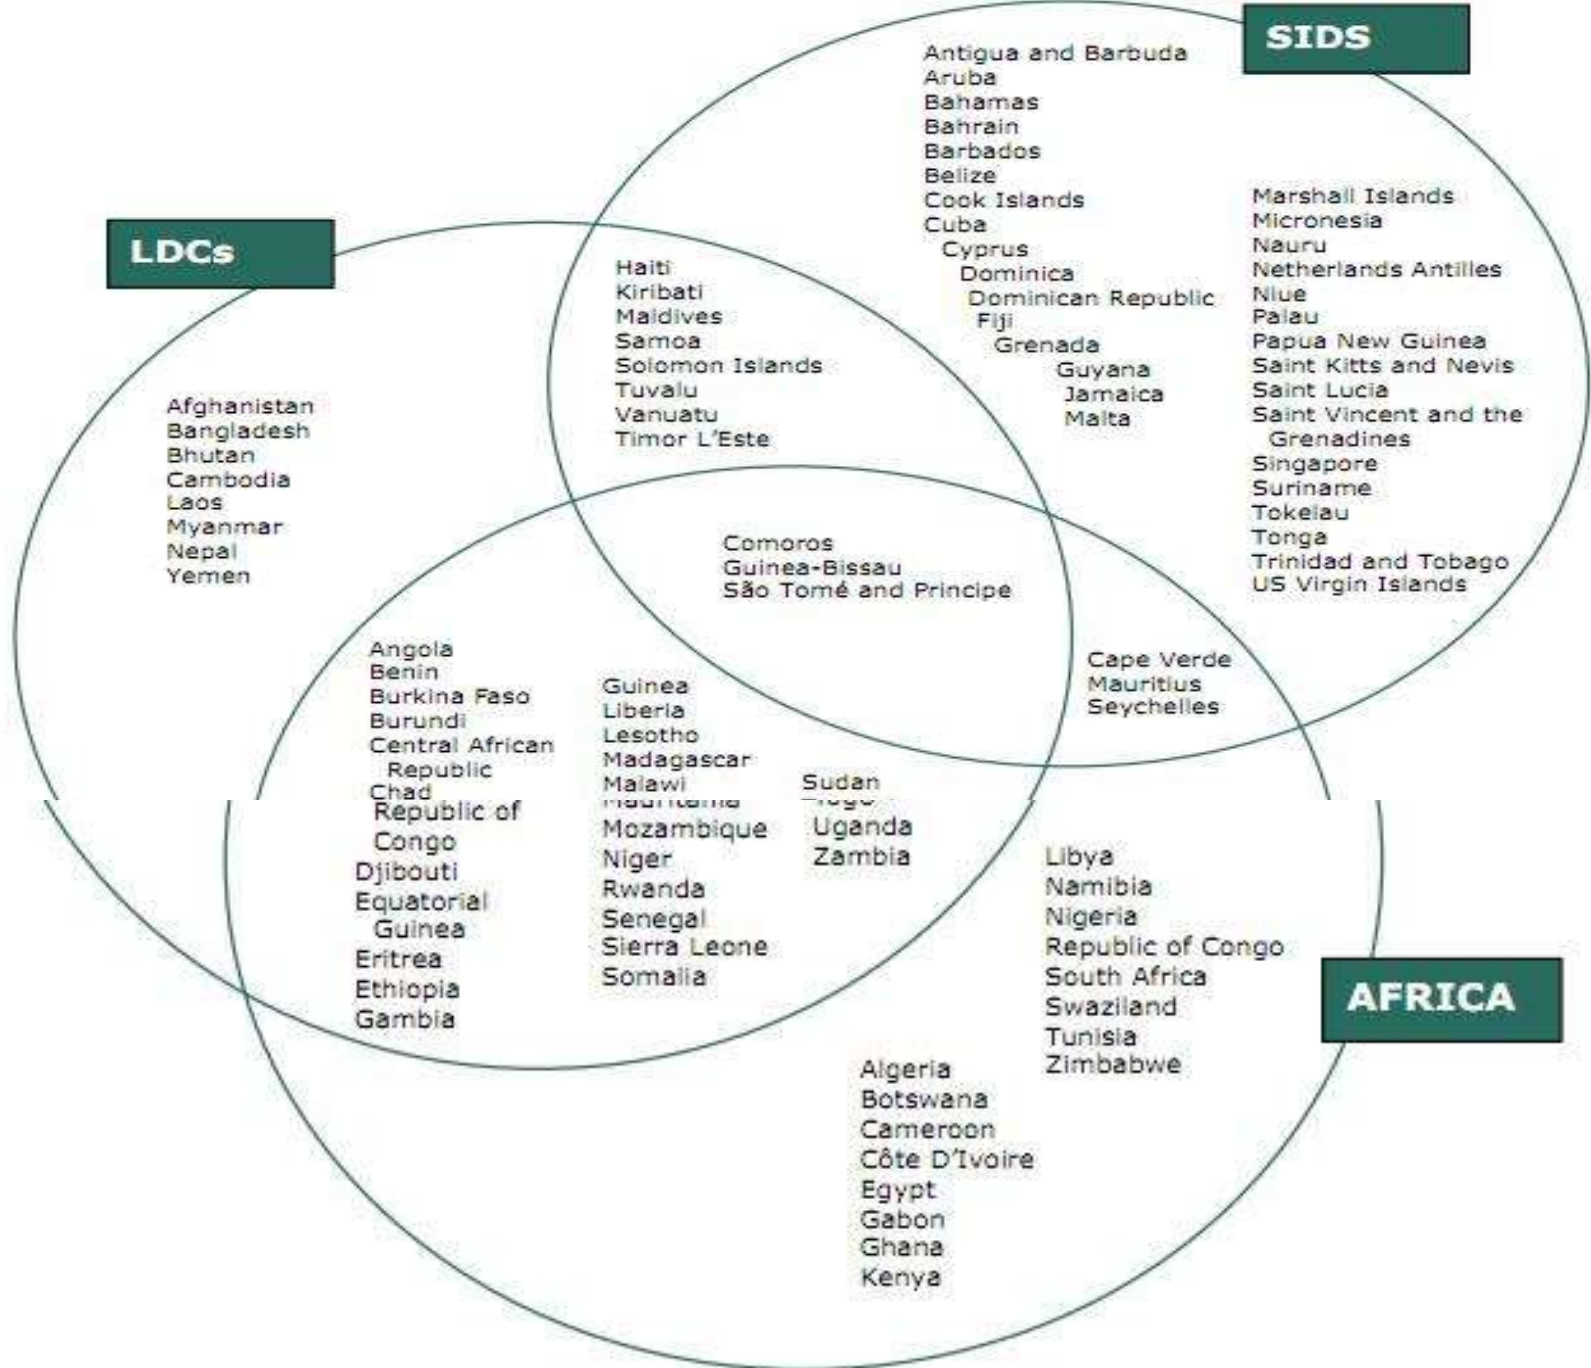 SIDS
Antigua and Barbuda
Aruba
Bahamas
Bahrain
Barbados
Belize
Cook Islands
Cuba
Cyprus
Dominica
Dominican Republic
Fiji
Grenada
Guyana
Jamaica
Malta
Marshall Islands
Micronesia
Nauru
Netherlands Antilles
Niue
Palau
Papua New Guinea
Saint Kitts and Nevis
Saint Lucia
Saint Vincent and the
Grenadines
Singapore
Suriname
Tokelau
Tonga
Trinidad and Tobago
US Virgin Islands
LDCs
Haiti
Kiribati
Maldives
Samoa
Solomon Islands
Tuvalu
Vanuatu
Timor L'Este
Afghanistan
Bangladesh
Bhutan
Cambodia
Laos
Myanmar
Nepal
Yemen
Comoros
Guinea-Bissau
São Tomé and Principe
Cape Verde
Mauritius
Seychelles
Angola
Benin
Burkina Faso
Burundi
Central African
Republic
Chad
Republic of
Congo
Djibouti
Equatorial
Guinea
Eritrea
Ethiopia
Gambia
Guinea
Liberia
Lesotho
Madagascar
Malawi
Mauritania
Mozambique
Niger
Rwanda
Senegal
Sierra Leone
Somalia
Sudan
Uganda
Zambia
Libya
Namibia
Nigeria
Republic of Congo
South Africa
Swaziland
Tunisia
Zimbabwe
AFRICA
Algeria
Botswana
Cameroon
Côte D'Ivoire
Egypt
Gabon
Ghana
Kenya